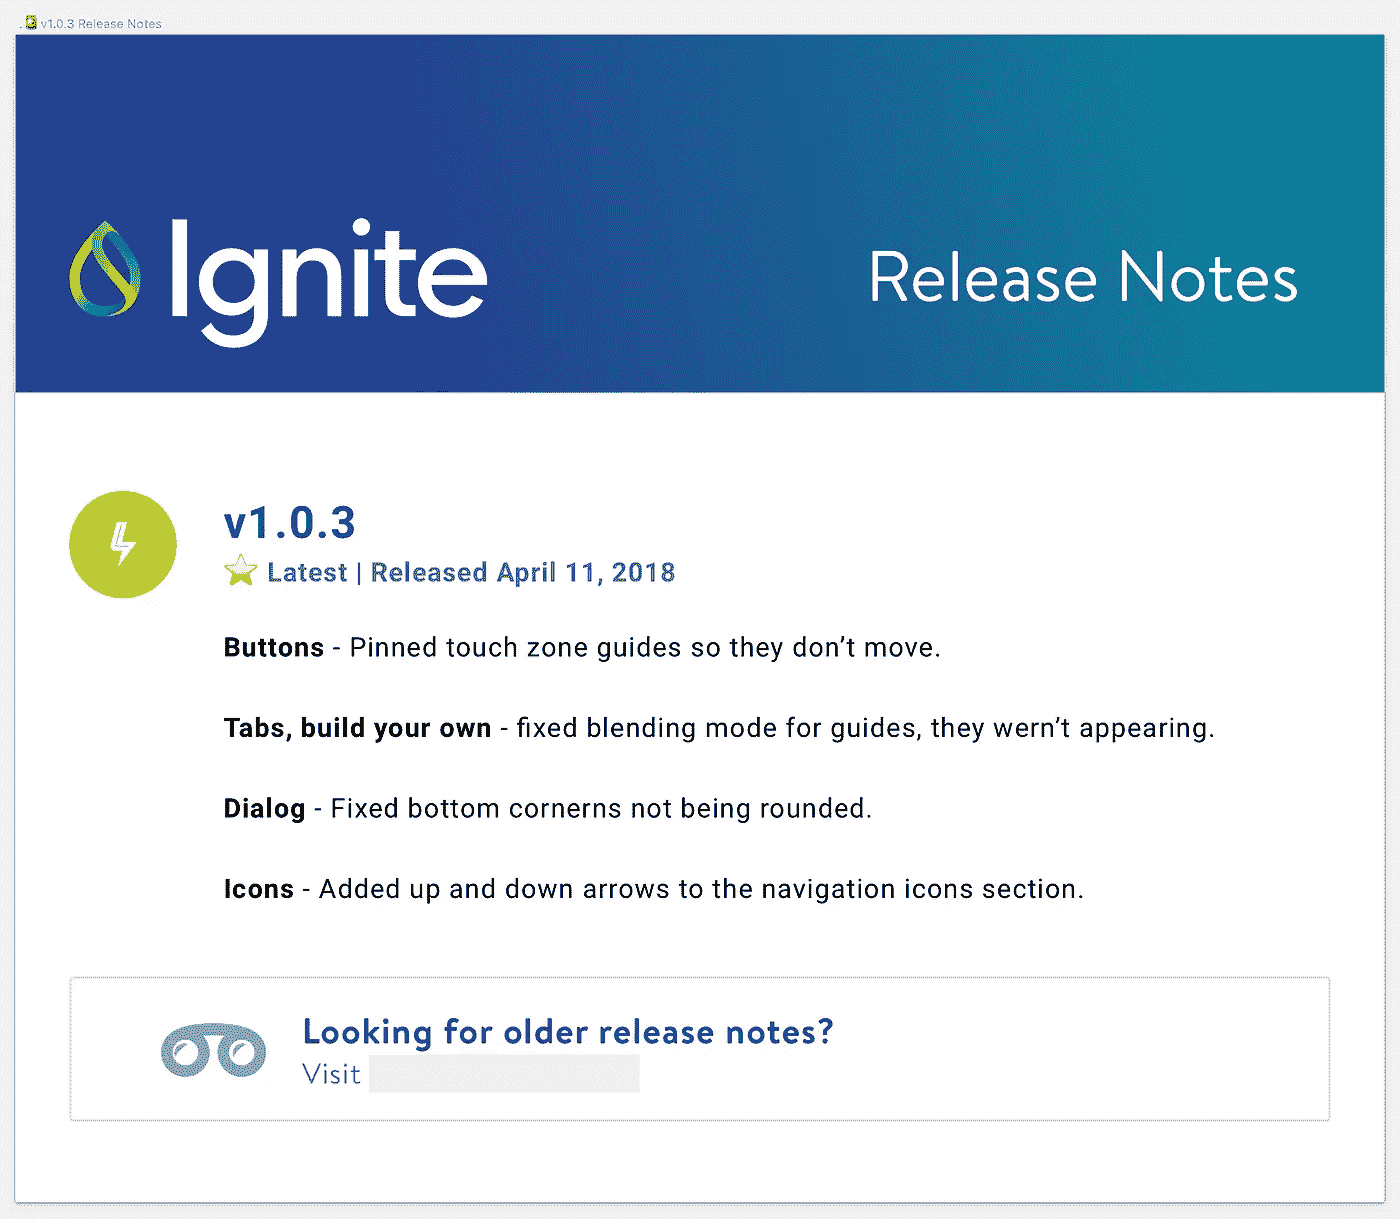 v1.0.3 Release Notes
Ignite
Release Notes
v1.0.3
Latest | Released April 11, 2018
Buttons - Pinned touch zone guides so they don’t move.
Tabs, build your own - fixed blending mode for guides, they wern’t appearing.
Dialog - Fixed bottom cornerns not being rounded.
Icons - Added up and down arrows to the navigation icons section.
Looking for older release notes?
Visit